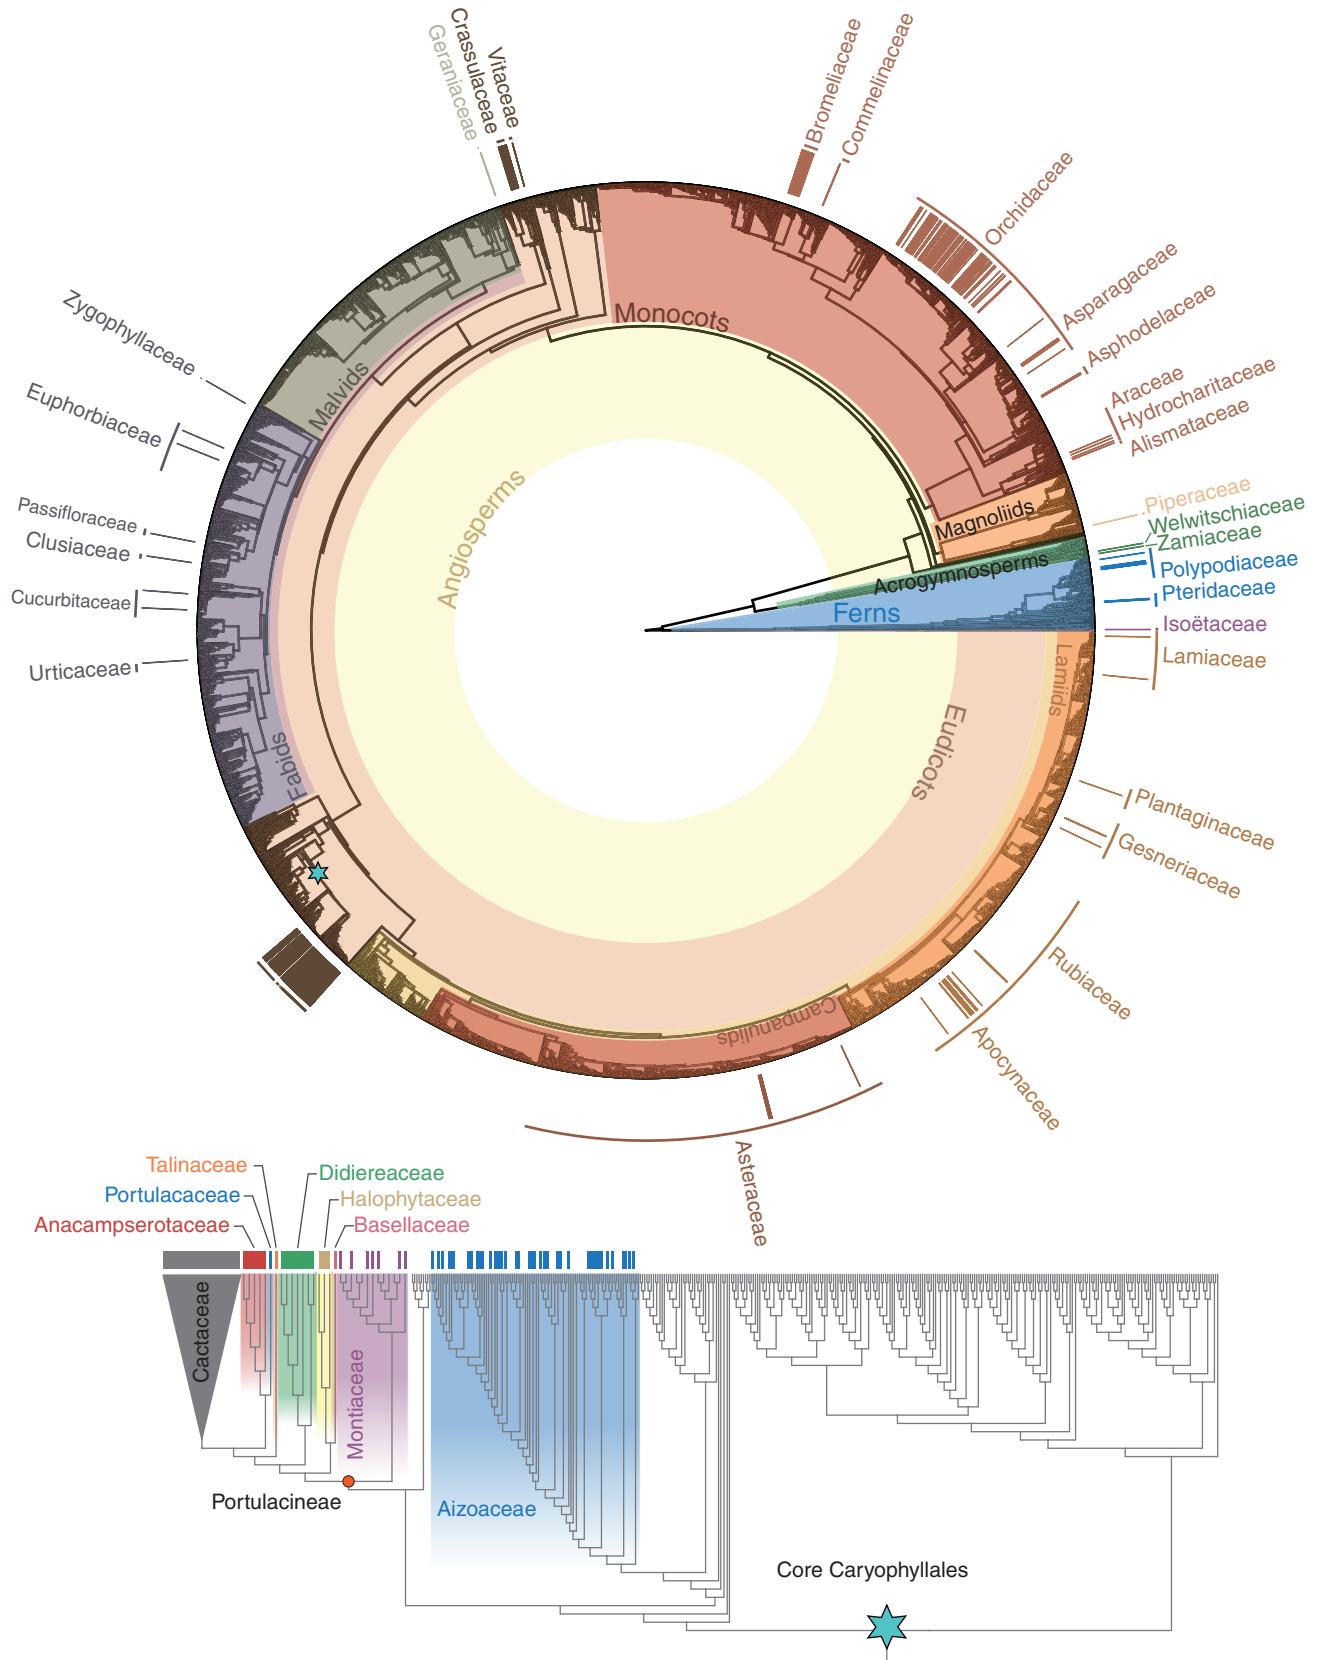 Geraniaceae
Crassulaceae
Vitaceae
Bromeliaceae
Commelinaceae
Orchidaceae
Asparagaceae
Asphodelaceae
Araceae
Hydrocharitaceae
Alismataceae
Piperaceae
Welwitschiaceae
Zamiaceae
Polypodiaceae
Pteridaceae
Isoëtaceae
Lamiaceae
Plantaginaceae
Gesneriaceae
Rubiaceae
Apocynaceae
Asteraceae
Zygophyllaceae
Euphorbiaceae
Passifloraceae
Clusiaceae
Cucurbitaceae
Urticaceae
Monocots
Malvids
Angiosperms
Magnoliids
Acrogymnosperms
Ferns
Lamiids
Eudicots
Fabids
Campanulids
Talinaceae
Didiereaceae
Portulacaceae
Halophytaceae
Anacampserotaceae
Basellaceae
Cactaceae
Montiaceae
Portulacineae
Aizoaceae
Core Caryophyllales